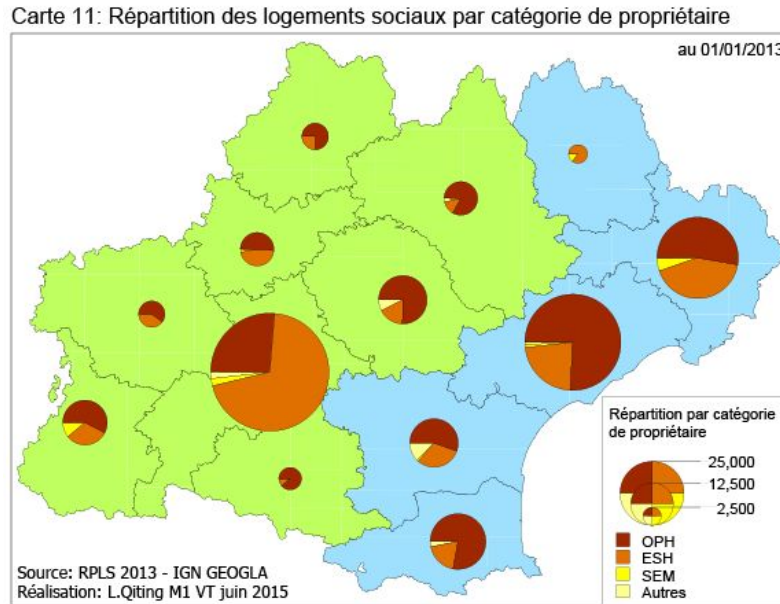 Carte 11: Répartition des logements sociaux par catégorie de propriétaire
au 01/01/2013
Répartition par catégorie
de propriétaire
25,000
12,500
2,500
OPH
ESH
SEM
Autres
Source: RPLS 2013 - IGN GEOGLA
Réalisation: L.Qiting M1 VT juin 2015